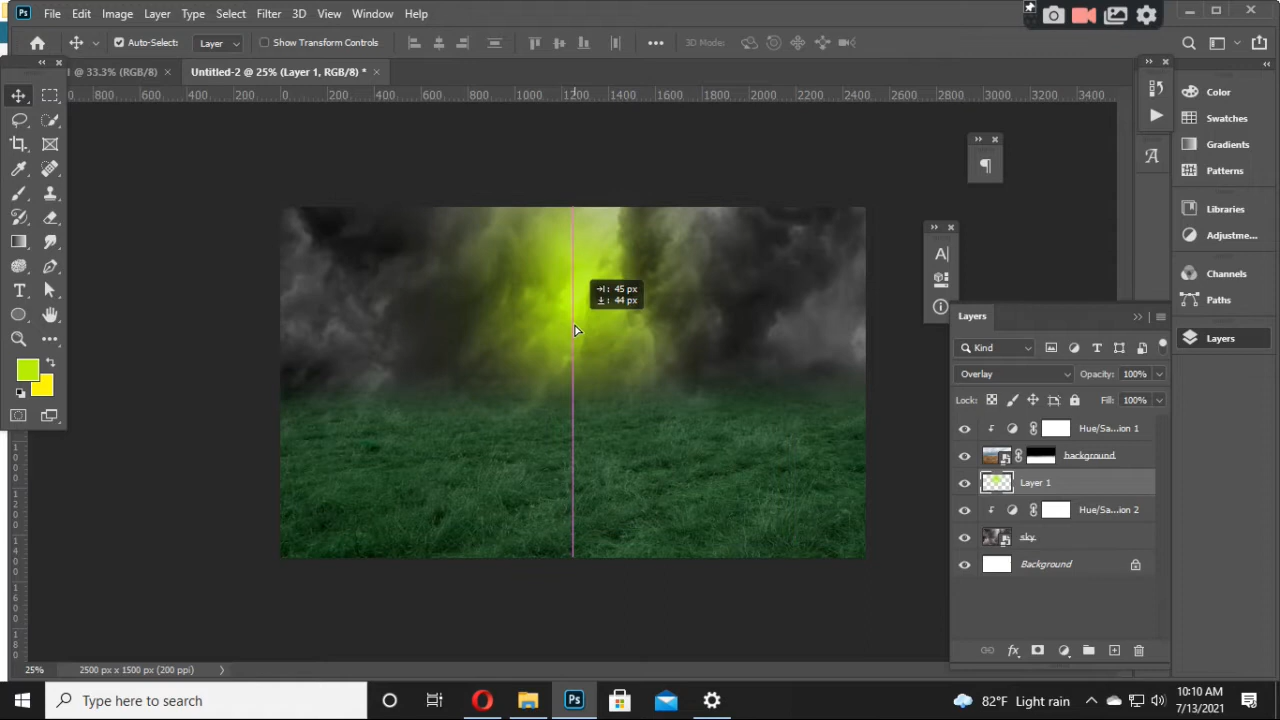 Ps File Edit Image Layer Type Select Filter 3D View Window Help
Auto-Select: Layer Show Transform Controls 3D Mode:
l @ 33.3% (RGB/8) × Untitled-2 @ 25% (Layer 1, RGB/8) * ×
800 600 400 200 0 200 400 600 800 1000 1200 1400 1600 1800 2000 2200 2400 2600 2800 3000 3200 3400
Color
Swatches
Gradients
Patterns
Libraries
Adjustme...
Channels
Paths
Layers
→|: 45 px
↓: 44 px
Layers
Kind
Overlay Opacity: 100%
Lock: Fill: 100%
Hue/Sa...ion 1
background
Layer 1
Hue/Sa...ion 2
sky
Background
25% 2500 px x 1500 px (200 ppi)
Type here to search
Ps
82°F Light rain
10:10 AM
7/13/2021